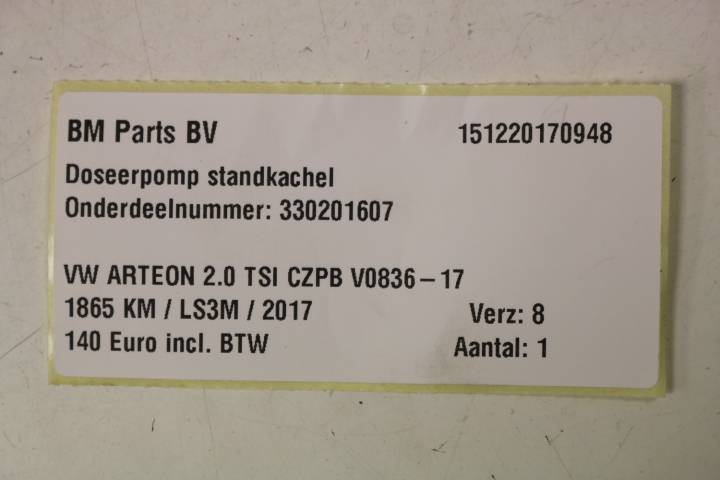 BM Parts BV 151220170948
Doseerpomp standkachel
Onderdeelnummer: 330201607
VW ARTEON 2.0 TSI CZPB V0836-17
1865 KM / LS3M / 2017 Verz: 8
140 Euro incl. BTW Aantal: 1